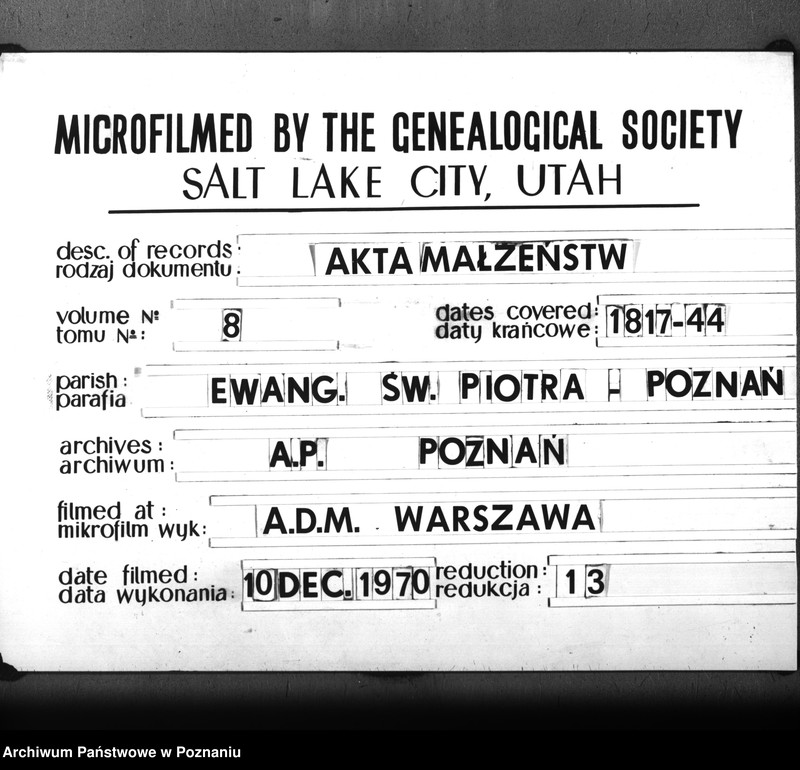 MICROFILMED BY THE GENEALOGICAL SOCIETY
SALT LAKE CITY, UTAH
desc. of records: AKTA MAŁŻEŃSTW
rodzaj dokumentu:
volume Nº 8 dates covered: 1817-44
tomu Nº: daty krańcowe:
parish: EWANG. ŚW. PIOTRA - POZNAŃ
parafia
archives: A.P. POZNAŃ
archiwum:
filmed at: A.D.M. WARSZAWA
mikrofilm wyk:
date filmed: 10 DEC. 1970 reduction: 13
data wykonania: redukcja:
Archiwum Państwowe w Poznaniu